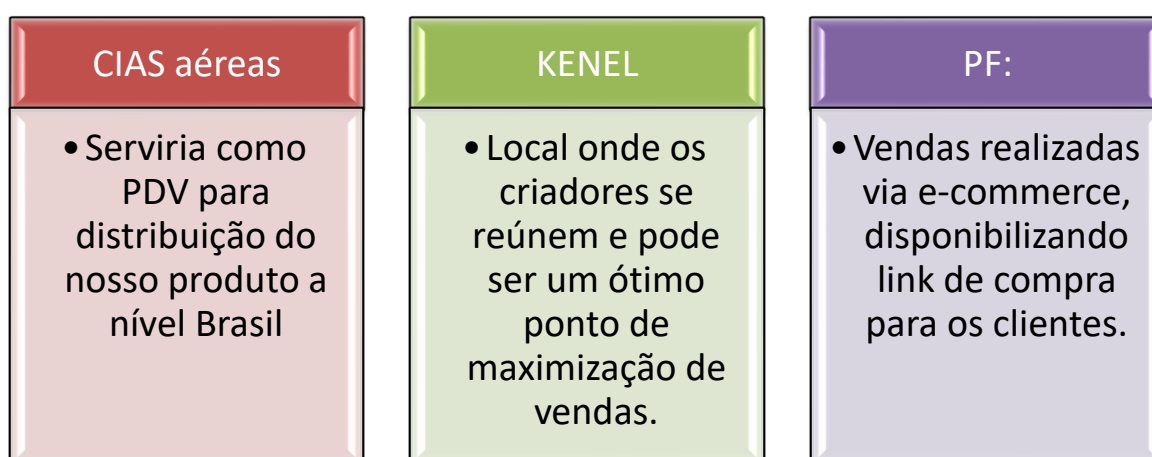 CIAS aéreas
• Serviria como
PDV para
distribuição do
nosso produto a
nível Brasil
KENEL
• Local onde os
criadores se
reúnem e pode
ser um ótimo
ponto de
maximização de
vendas.
PF:
• Vendas realizadas
via e-commerce,
disponibilizando
link de compra
para os clientes.